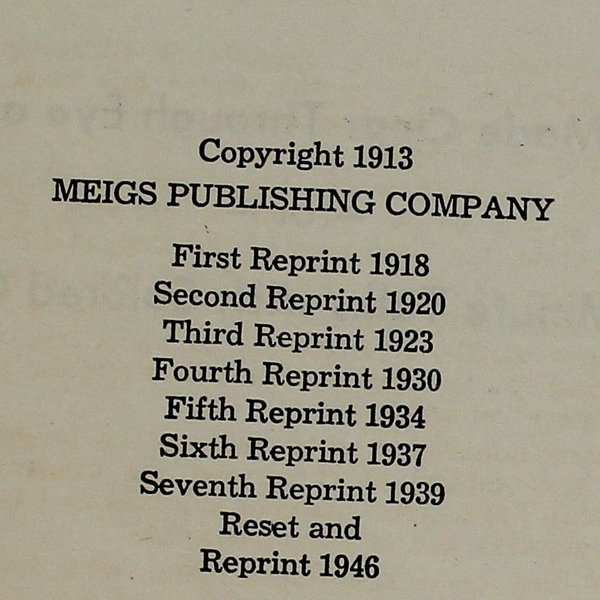 Copyright 1913
MEIGS PUBLISHING COMPANY
First Reprint 1918
Second Reprint 1920
Third Reprint 1923
Fourth Reprint 1930
Fifth Reprint 1934
Sixth Reprint 1937
Seventh Reprint 1939
Reset and
Reprint 1946